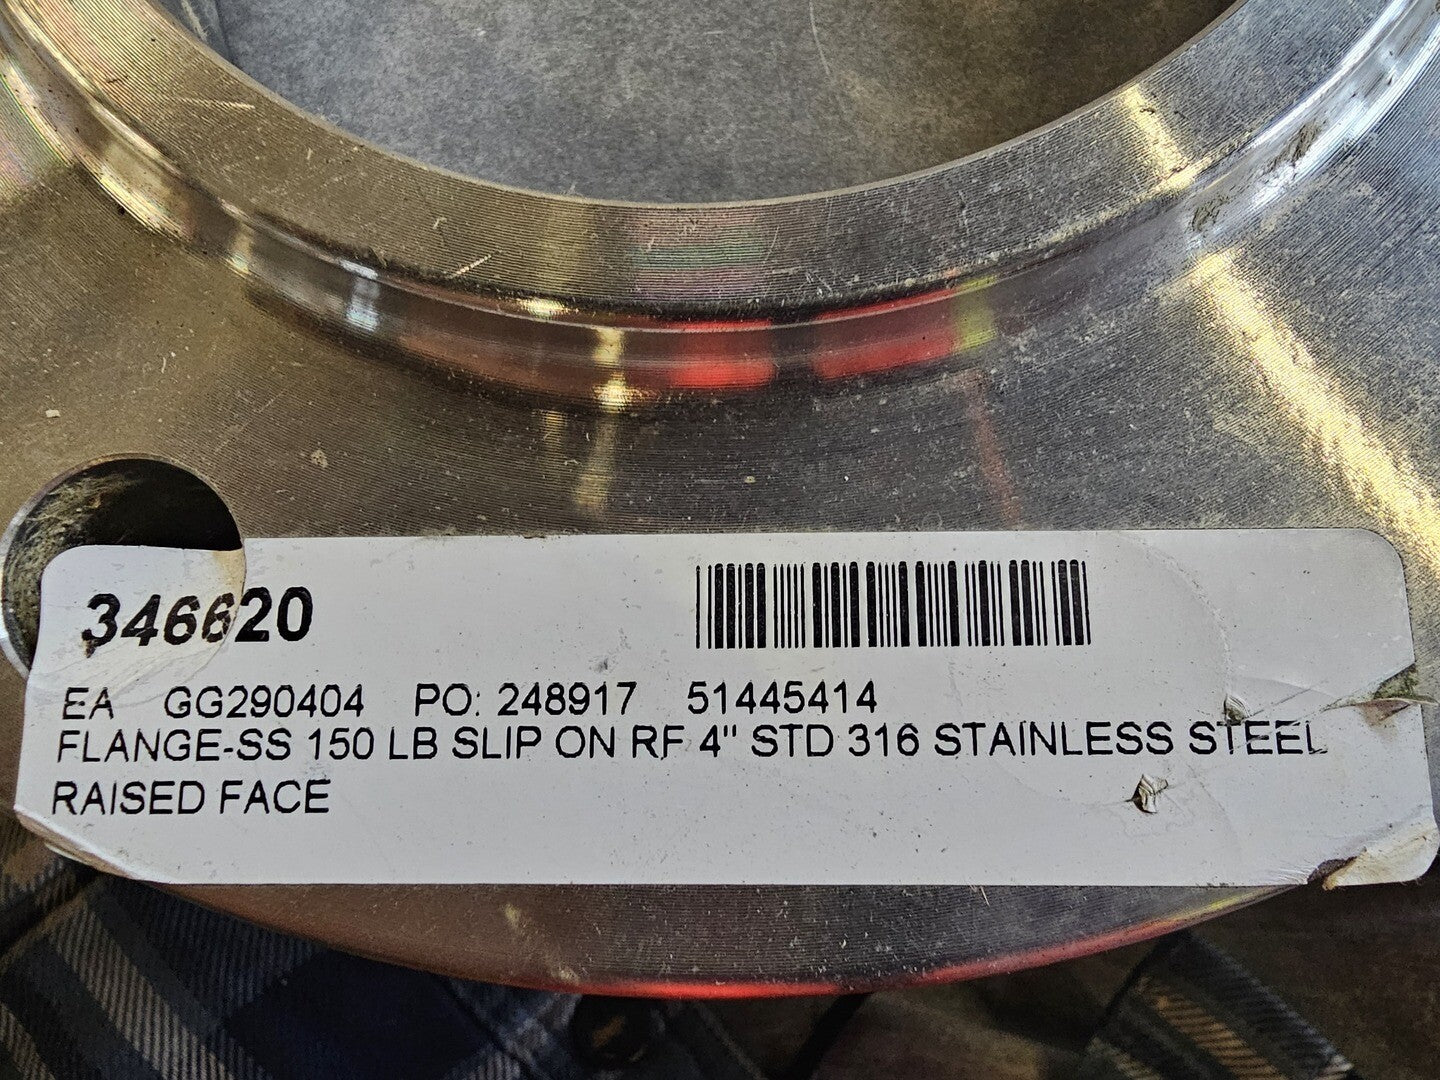 346620
EA GG290404 PO: 248917 51445414
FLANGE-SS 150 LB SLIP ON RF 4" STD 316 STAINLESS STEEL
RAISED FACE